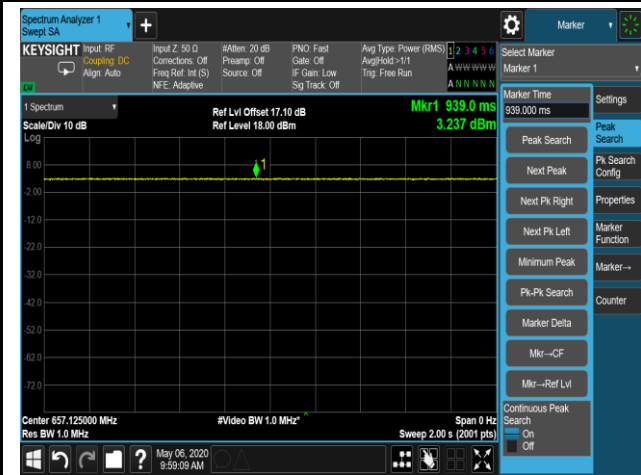 Spectrum Analyzer 1
Swept SA
Marker
KEYSIGHT
Input: RF
Coupling: DC
Align: Auto
Input Z: 50 Ω
Corrections: Off
Freq Ref: Int (S)
NFE: Adaptive
#Atten: 20 dB
Preamp: Off
Source: Off
PNO: Fast
Gate: Off
IF Gain: Low
Sig Track: Off
Avg Type: Power (RMS)
Avg|Hold:>1/1
Trig: Free Run
1 2 3 4 5 6
A W W W W W
A N N N N N
Select Marker
Marker 1
Marker Time
939.000 ms
Settings
Peak Search
Next Peak
Next Pk Right
Next Pk Left
Minimum Peak
Pk-Pk Search
Marker Delta
Mkr→CF
Mkr→Ref Lvl
Continuous Peak
Search
On
Off
Peak
Search
Pk Search
Config
Properties
Marker
Function
Marker→
Counter
1 Spectrum
Scale/Div 10 dB
Log
Ref Lvl Offset 17.10 dB
Ref Level 18.00 dBm
Mkr1 939.0 ms
3.237 dBm
1
8.00
-2.00
-12.0
-22.0
-32.0
-42.0
-52.0
-62.0
-72.0
Center 657.125000 MHz
Res BW 1.0 MHz
#Video BW 1.0 MHz*
Span 0 Hz
Sweep 2.00 s (2001 pts)
?
May 06, 2020
9:59:09 AM